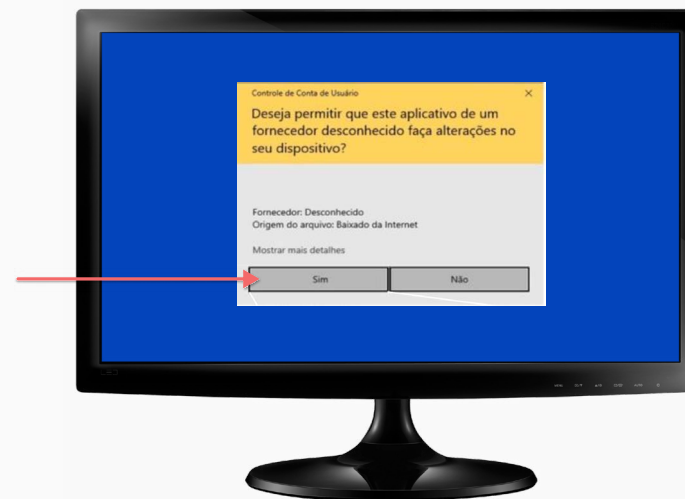 Controle de Conta de Usuário
Deseja permitir que este aplicativo de um
fornecedor desconhecido faça alterações no
seu dispositivo?
Fornecedor: Desconhecido
Origem do arquivo: Baixado da Internet
Mostrar mais detalhes
Sim Não